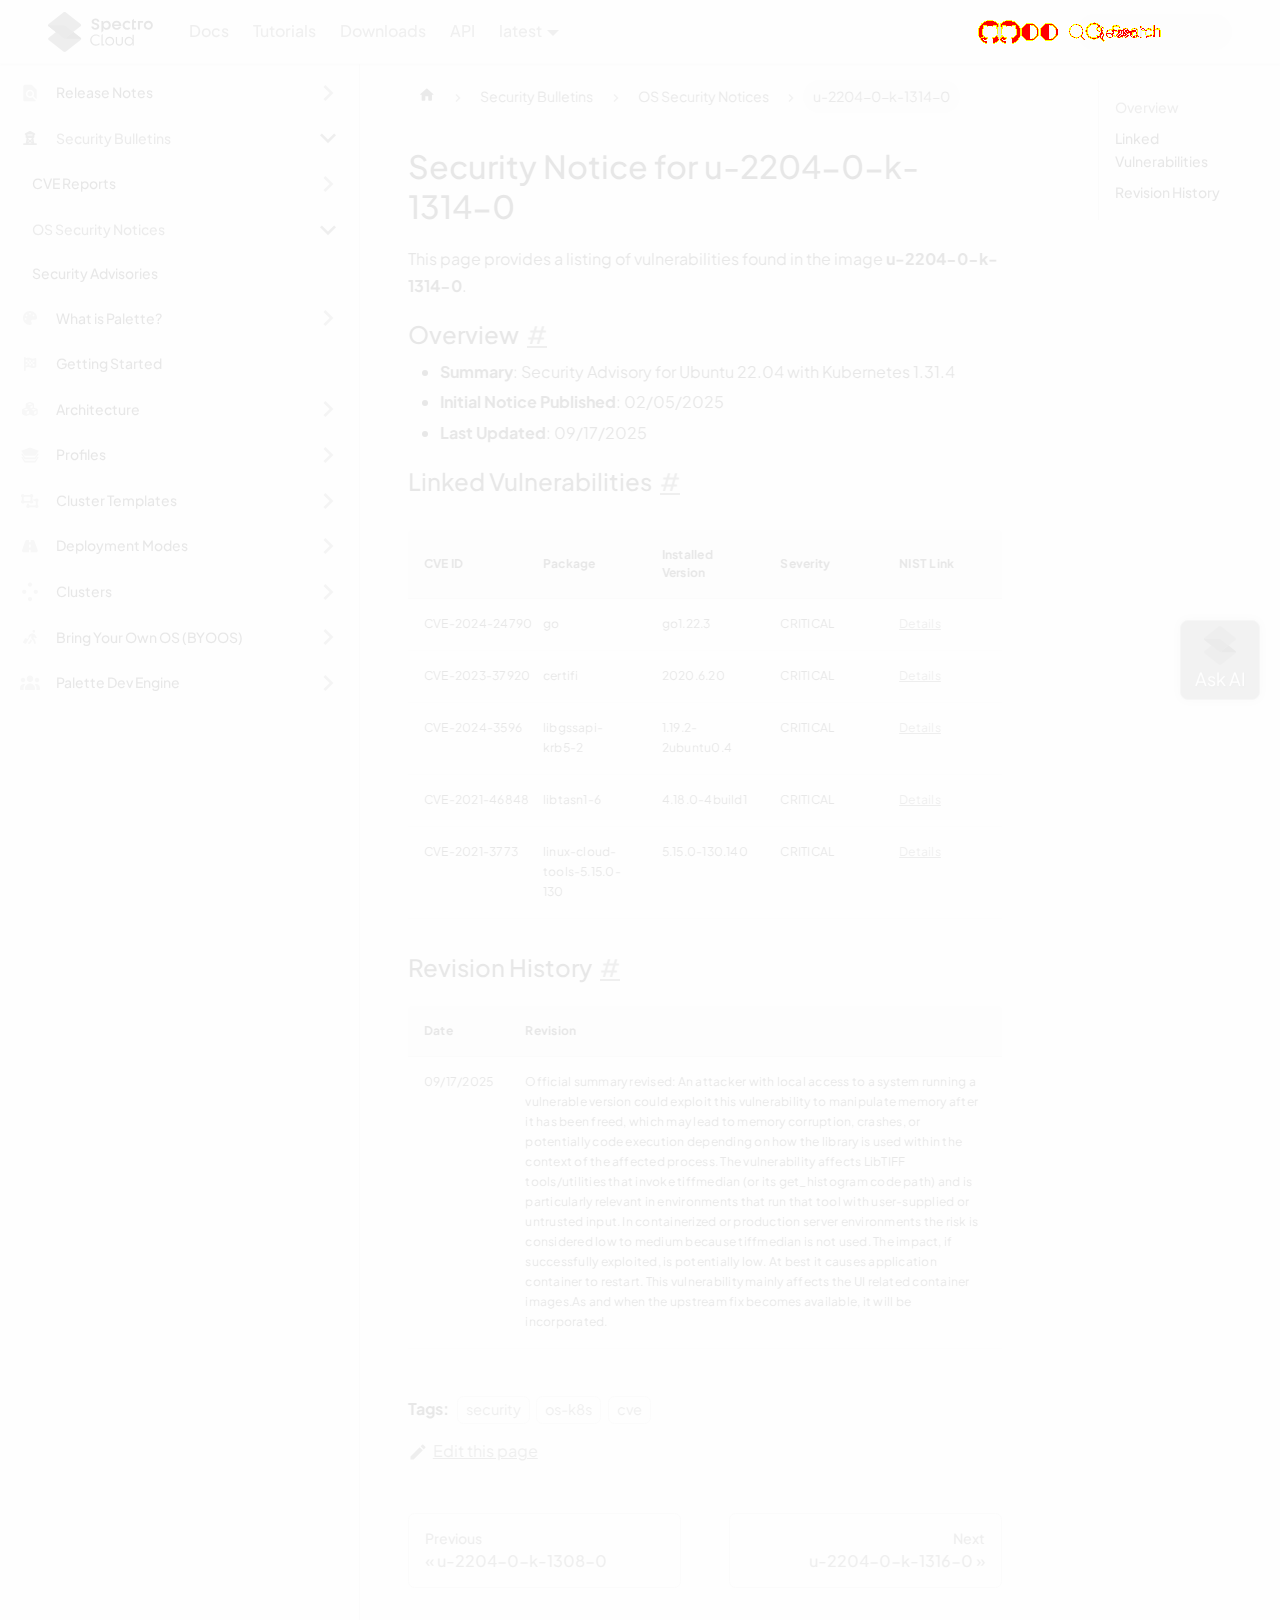 Spectro
Cloud
Docs
Tutorials
Downloads
API
latest
Release Notes
Security Bulletins
CVE Reports
OS Security Notices
Security Advisories
What is Palette?
Getting Started
Architecture
Profiles
Cluster Templates
Deployment Modes
Clusters
Bring Your Own OS (BYOOS)
Palette Dev Engine
Security Bulletins
OS Security Notices
u-2204-0-k-1314-0
Security Notice for u-2204-0-k-
1314-0
This page provides a listing of vulnerabilities found in the image u-2204-0-k-
1314-0.
Overview #
Summary: Security Advisory for Ubuntu 22.04 with Kubernetes 1.31.4
Initial Notice Published: 02/05/2025
Last Updated: 09/17/2025
Linked Vulnerabilities #
CVE ID Package Installed Version Severity NIST Link
CVE-2024-24790 go go1.22.3 CRITICAL Details
CVE-2023-37920 certifi 2020.6.20 CRITICAL Details
CVE-2024-3596 libgssapi-krb5-2 1.19.2-2ubuntu0.4 CRITICAL Details
CVE-2021-46848 libtasn1-6 4.18.0-4build1 CRITICAL Details
CVE-2021-3773 linux-cloud-tools-5.15.0-130 5.15.0-130.140 CRITICAL Details
Revision History #
Date Revision
09/17/2025 Official summary revised: An attacker with local access to a system running a
vulnerable version could exploit this vulnerability to manipulate memory after
it has been freed, which may lead to memory corruption, crashes, or
potentially code execution depending on how the library is used within the
context of the affected process. The vulnerability affects LibTIFF
tools/utilities that invoke tiffmedian (or its get_histogram code path) and is
particularly relevant in environments that run that tool with user-supplied or
untrusted input. In containerized or production server environments the risk is
considered low to medium because tiffmedian is not used. The impact, if
successfully exploited, is potentially low. At best it causes application
container to restart. This vulnerability mainly affects the UI related container
images As and when the upstream fix becomes available, it will be
incorporated.
Tags: security os-k8s cve
Edit this page
Previous
« u-2204-0-k-1308-0
Next
u-2204-0-k-1316-0 »
Overview
Linked
Vulnerabilities
Revision History
Ask AI